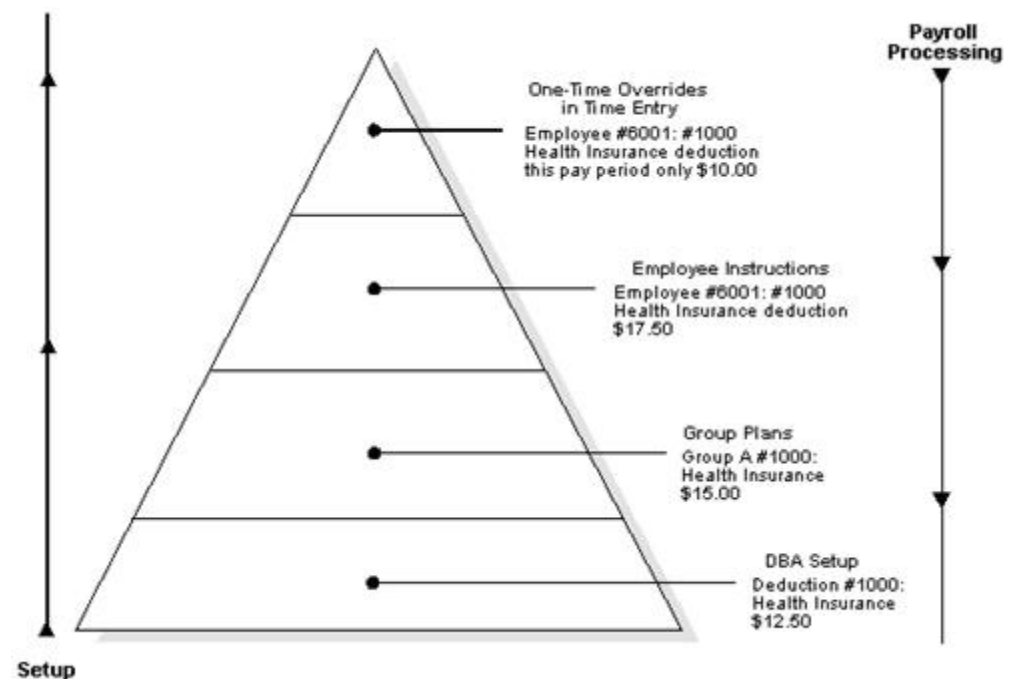 Payroll
Processing
One-Time Overrides
in Time Entry
Employee #6001: #1000
Health Insurance deduction
this pay period only $10.00
Employee Instructions
Employee #6001: #1000
Health Insurance deduction
$17.50
Group Plans
Group A #1000:
Health Insurance
$15.00
DBA Setup
Deduction #1000:
Health Insurance
$12.50
Setup